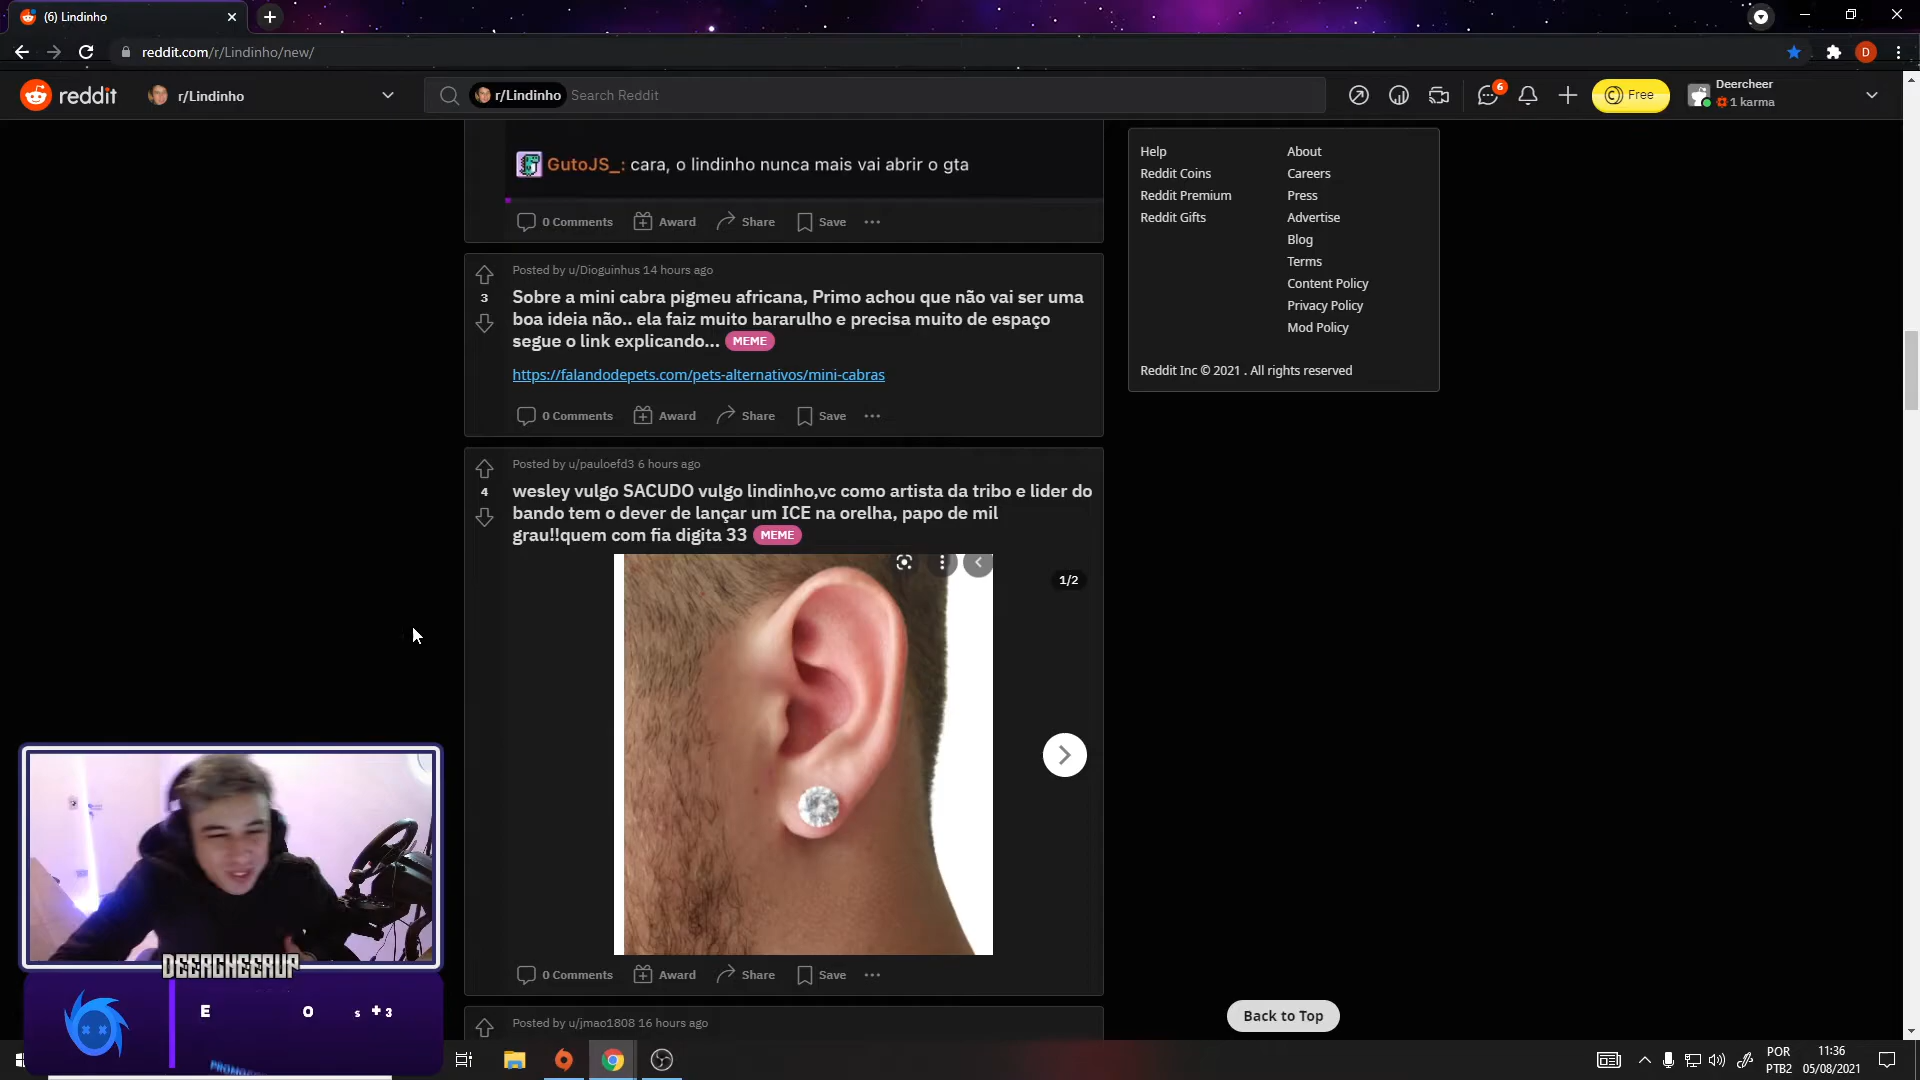 (6) Lindinho
reddit.com/r/Lindinho/new/
reddit
r/Lindinho
r/Lindinho
Search Reddit
6
Free
Deercheer
1 karma
D
GutoJS_: cara, o lindinho nunca mais vai abrir o gta
0 Comments Award Share Save
Posted by u/Dioguinhus 14 hours ago
3
Sobre a mini cabra pigmeu africana, Primo achou que não vai ser uma
boa ideia não.. ela faiz muito bararulho e precisa muito de espaço
segue o link explicando... MEME
https://falandodepets.com/pets-alternativos/mini-cabras
0 Comments Award Share Save
Posted by u/pauloefd3 6 hours ago
4
wesley vulgo SACUDO vulgo lindinho,vc como artista da tribo e lider do
bando tem o dever de lançar um ICE na orelha, papo de mil
grau!!quem com fia digita 33 MEME
1/2
0 Comments Award Share Save
Posted by u/jmao1808 16 hours ago
Help About
Reddit Coins Careers
Reddit Premium Press
Reddit Gifts Advertise
Blog
Terms
Content Policy
Privacy Policy
Mod Policy
Reddit Inc © 2021 . All rights reserved
Back to Top
DEERCHEERUP
E O s +3
POR
PTB2
11:36
05/08/2021